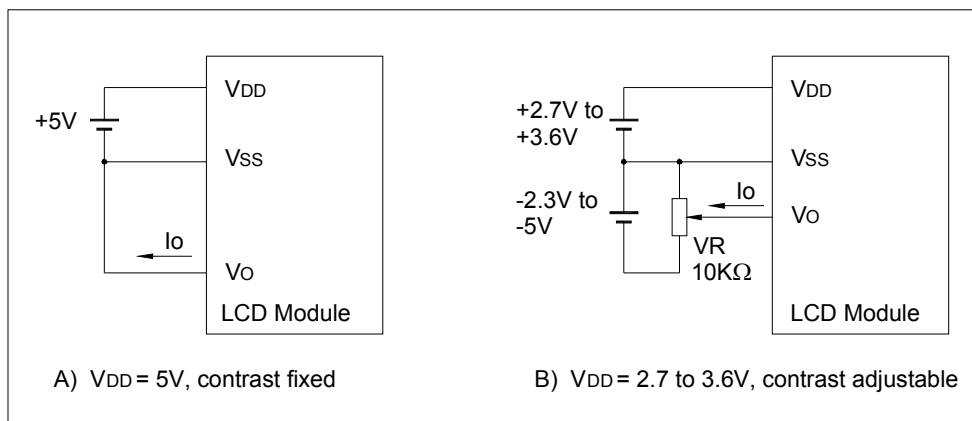 VDD
+5V
VSS
Io
VO
LCD Module
A) VDD = 5V, contrast fixed
VDD
+2.7V to
+3.6V
VSS
-2.3V to
-5V
Io
VO
VR
10KΩ
LCD Module
B) VDD = 2.7 to 3.6V, contrast adjustable